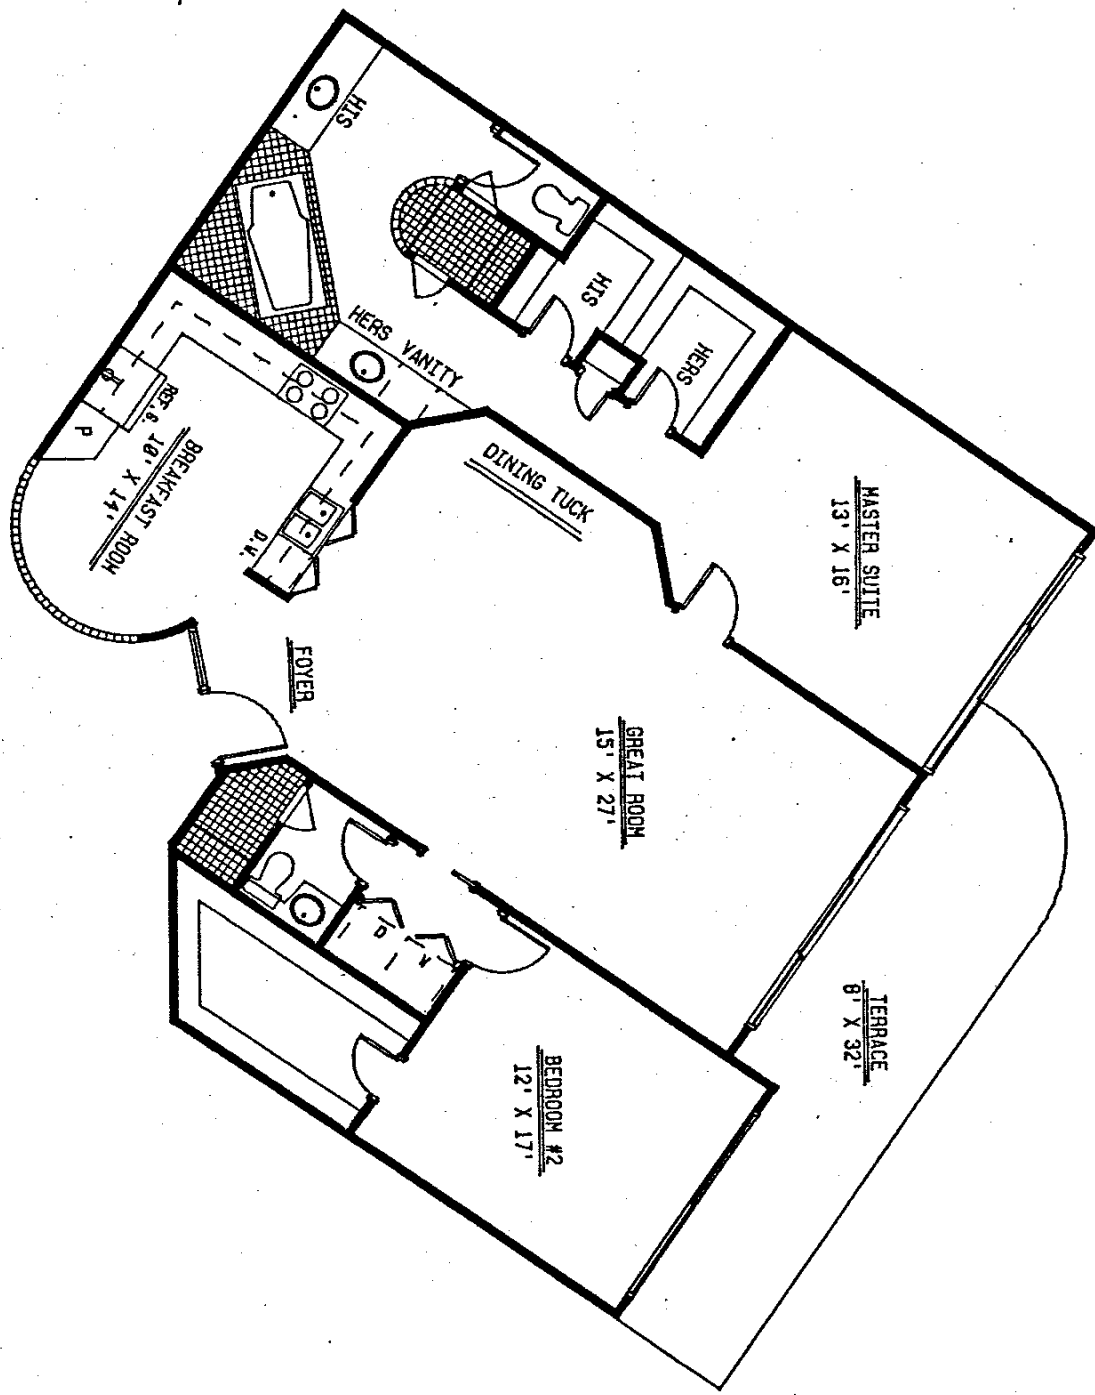 HIS
HERS VANITY
HIS
HERS
MASTER SUITE
13' X 16'
DINING TUCK
REF.
BREAKFAST ROOM
10' X 14'
P
D.W.
FOYER
GREAT ROOM
15' X 27'
TERRACE
8' X 32'
D
W
BEDROOM #2
12' X 17'